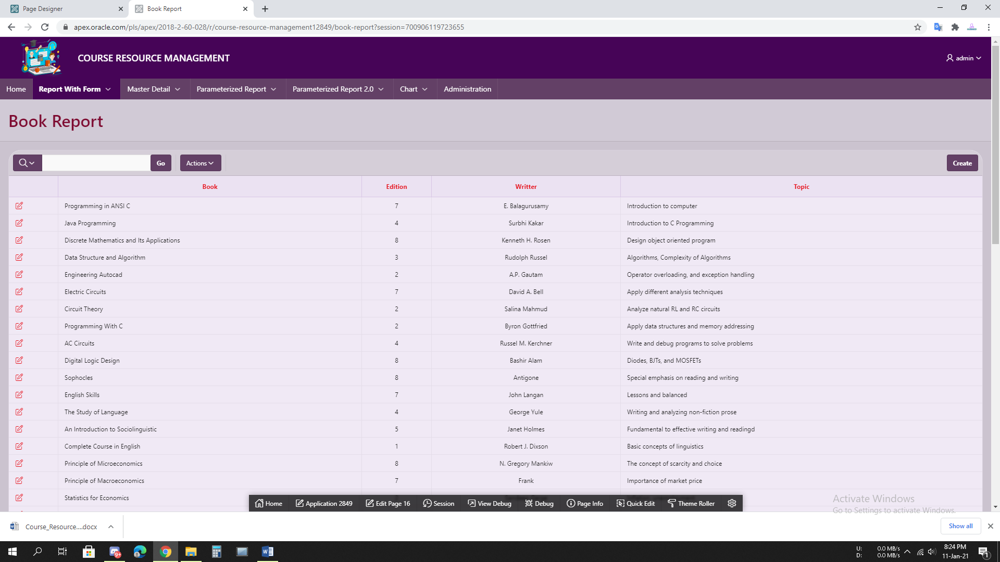 Page Designer
Book Report
apex.oracle.com/pls/apex/2018-2-60-028/r/course-resource-management12849/book-report?session=700906119723655
COURSE RESOURCE MANAGEMENT
admin
Home Report With Form Master Detail Parameterized Report Parameterized Report 2.0 Chart Administration
Book Report
Go Actions Create
Book Edition Writter Topic
Programming in ANSI C 7 E. Balagurusamy Introduction to computer
Java Programming 4 Surbhi Kakar Introduction to C Programming
Discrete Mathematics and Its Applications 8 Kenneth H. Rosen Design object oriented program
Data Structure and Algorithm 3 Rudolph Russel Algorithms, Complexity of Algorithms
Engineering Autocad 2 A.P. Gautam Operator overloading, and exception handling
Electric Circuits 7 David A. Bell Apply different analysis techniques
Circuit Theory 2 Salina Mahmud Analyze natural RL and RC circuits
Programming With C 2 Byron Gottfried Apply data structures and memory addressing
AC Circuits 4 Russel M. Kerchner Write and debug programs to solve problems
Digital Logic Design 8 Bashir Alam Diodes, BJTs, and MOSFETs
Sophocles 8 Antigone Special emphasis on reading and writing
English Skills 7 John Langan Lessons and balanced
The Study of Language 4 George Yule Writing and analyzing non-fiction prose
An Introduction to Sociolinguistic 5 Janet Holmes Fundamental to effective writing and readingd
Complete Course in English 1 Robert J. Dixson Basic concepts of linguistics
Principle of Microeconomics 8 N. Gregory Mankiw The concept of scarcity and choice
Principle of Macroeconomics 7 Frank Importance of market price
Statistics for Economics
Home Application 2849 Edit Page 16 Session View Debug Debug Page Info Quick Edit Theme Roller
Activate Windows
Go to Settings to activate Windows.
Course_Resource....docx
Show all
9+
U: 0.0 MB/s
D: 0.0 MB/s
8:24 PM
11-Jan-21
1